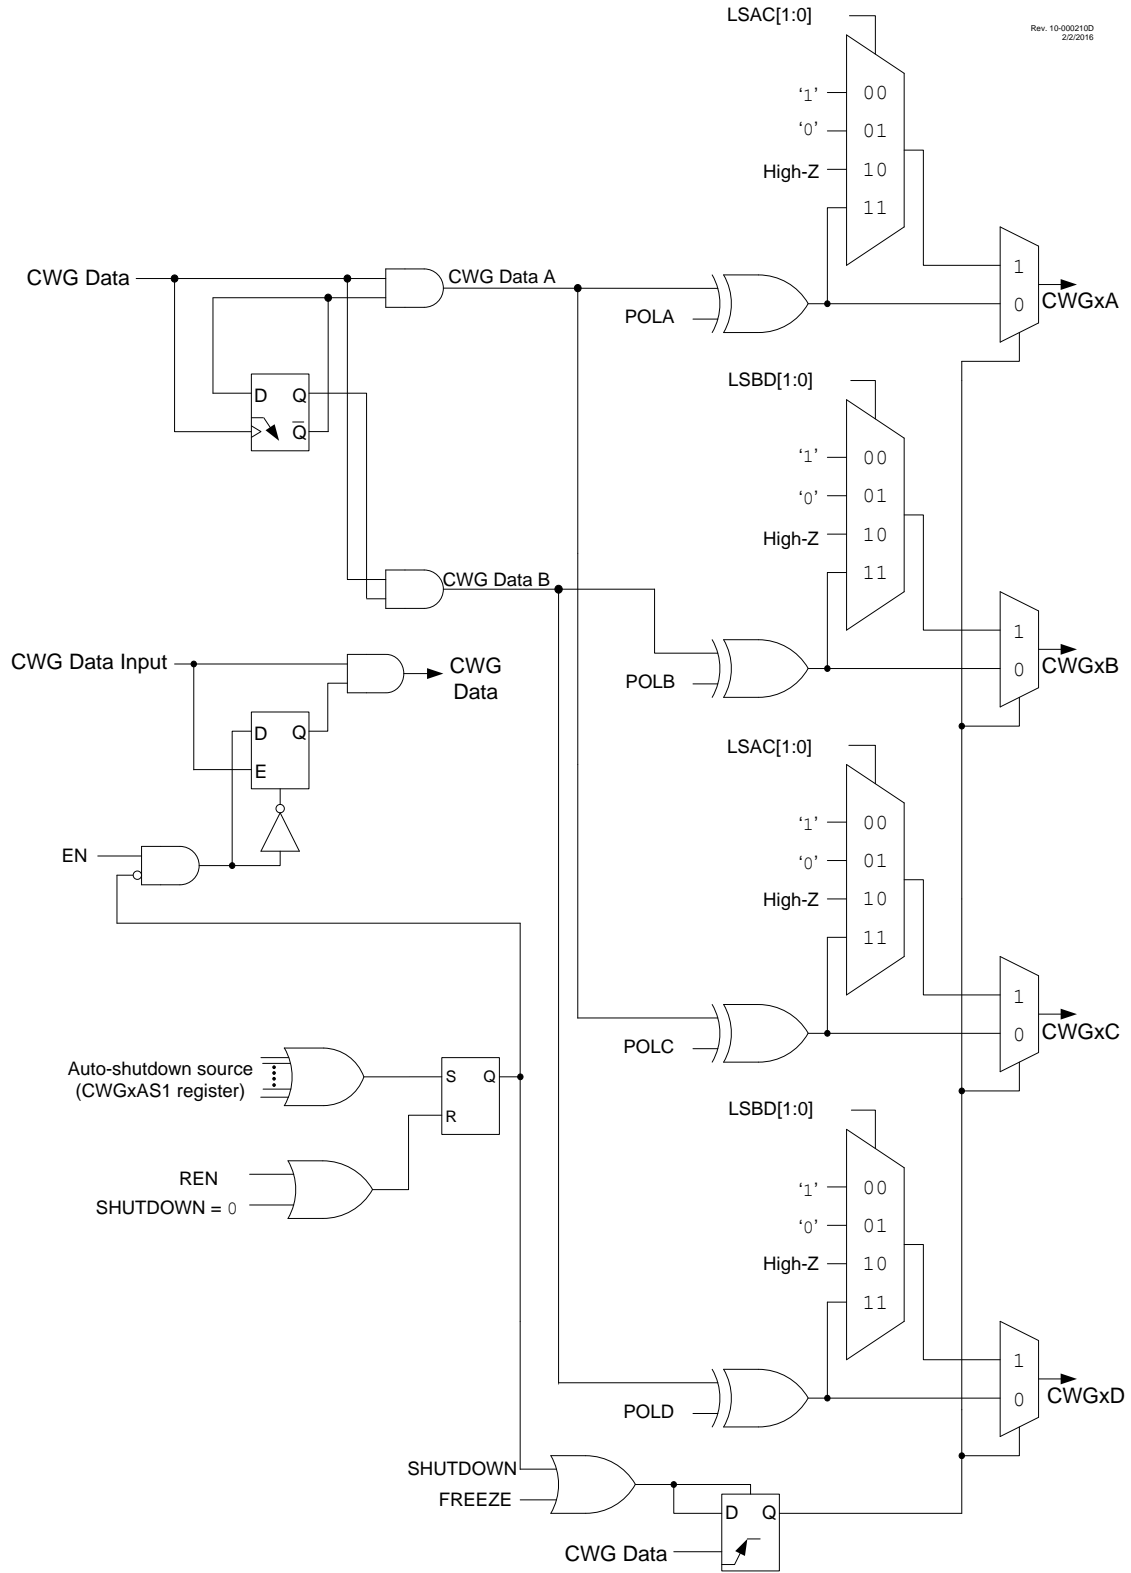 LSAC[1:0]
Rev. 10-000210D
2/2/2016
‘1’ 00
‘0’ 01
High-Z 10
11
CWG Data
CWG Data A
POLA
1
0
CWGxA
D Q
Q
LSBD[1:0]
‘1’ 00
‘0’ 01
High-Z 10
11
CWG Data B
POLB
1
0
CWGxB
CWG Data Input
CWG
Data
D Q
E
EN
LSAC[1:0]
‘1’ 00
‘0’ 01
High-Z 10
11
POLC
1
0
CWGxC
Auto-shutdown source
(CWGxAS1 register)
S Q
R
REN
SHUTDOWN = 0
LSBD[1:0]
‘1’ 00
‘0’ 01
High-Z 10
11
POLD
1
0
CWGxD
SHUTDOWN
FREEZE
D Q
CWG Data